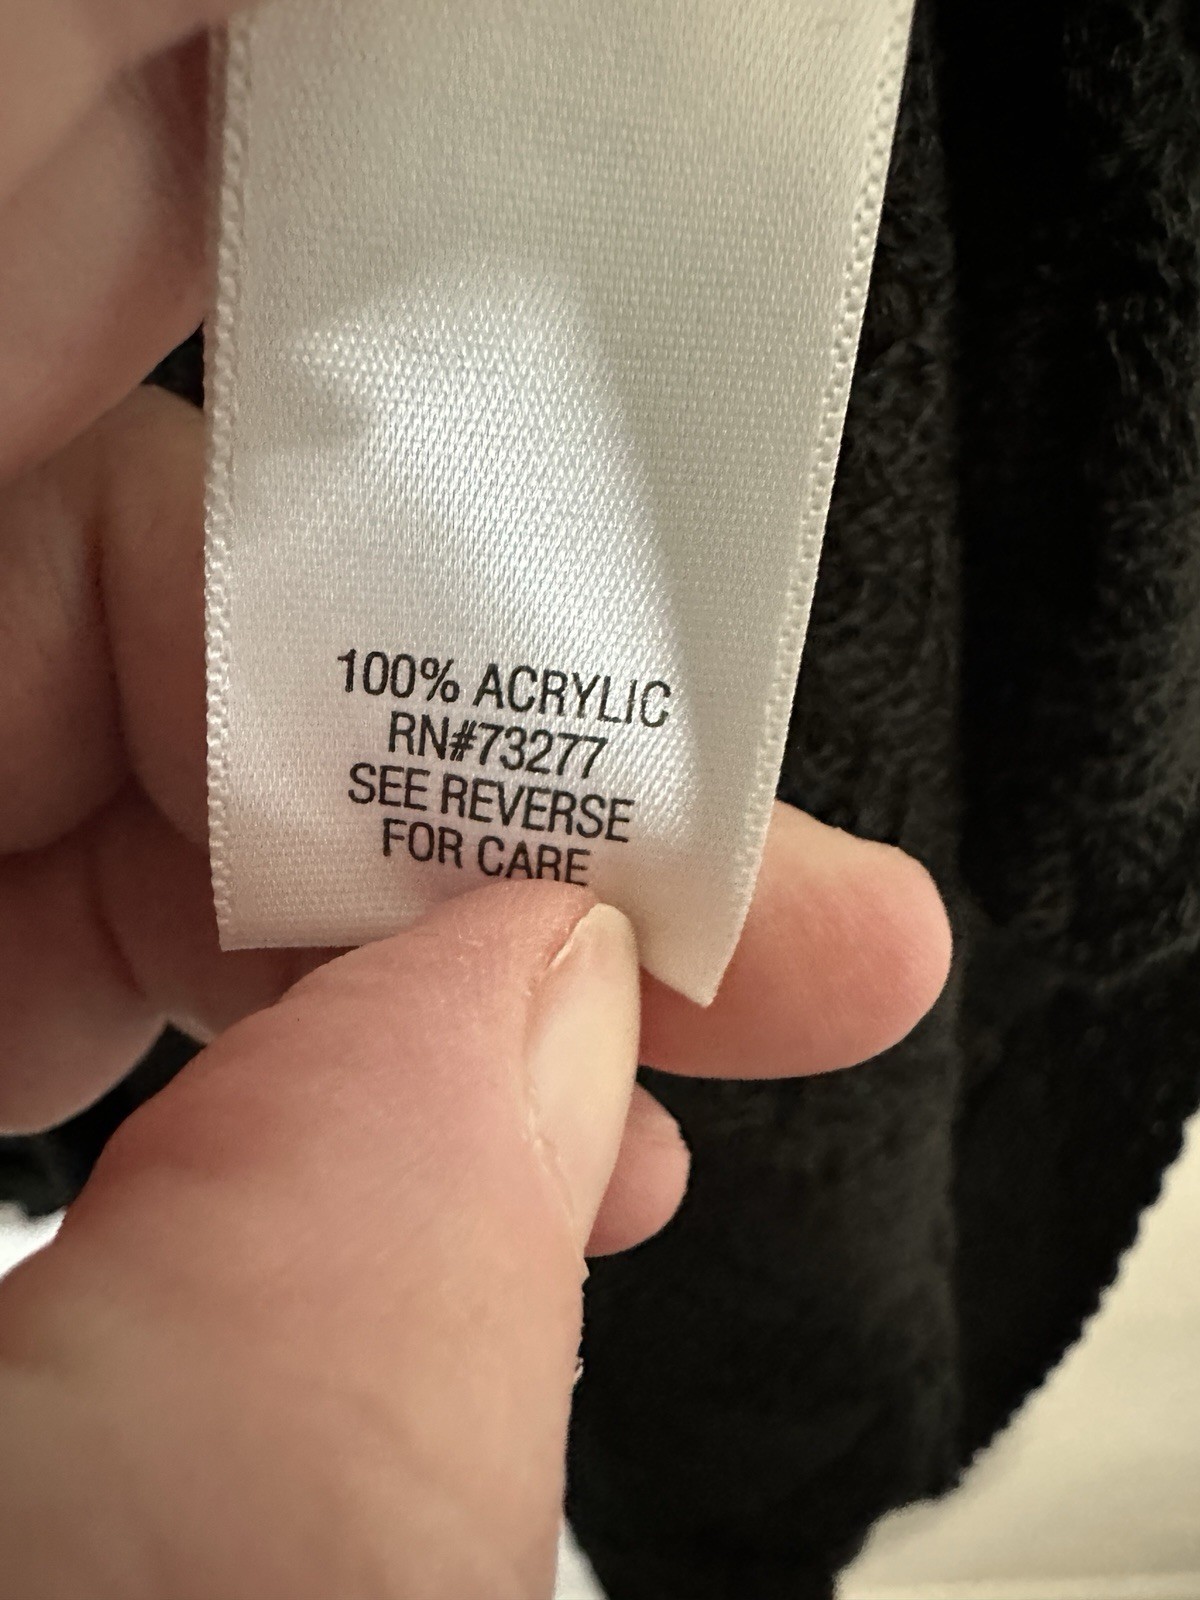 100% ACRYLIC
RN#73277
SEE REVERSE
FOR CARE